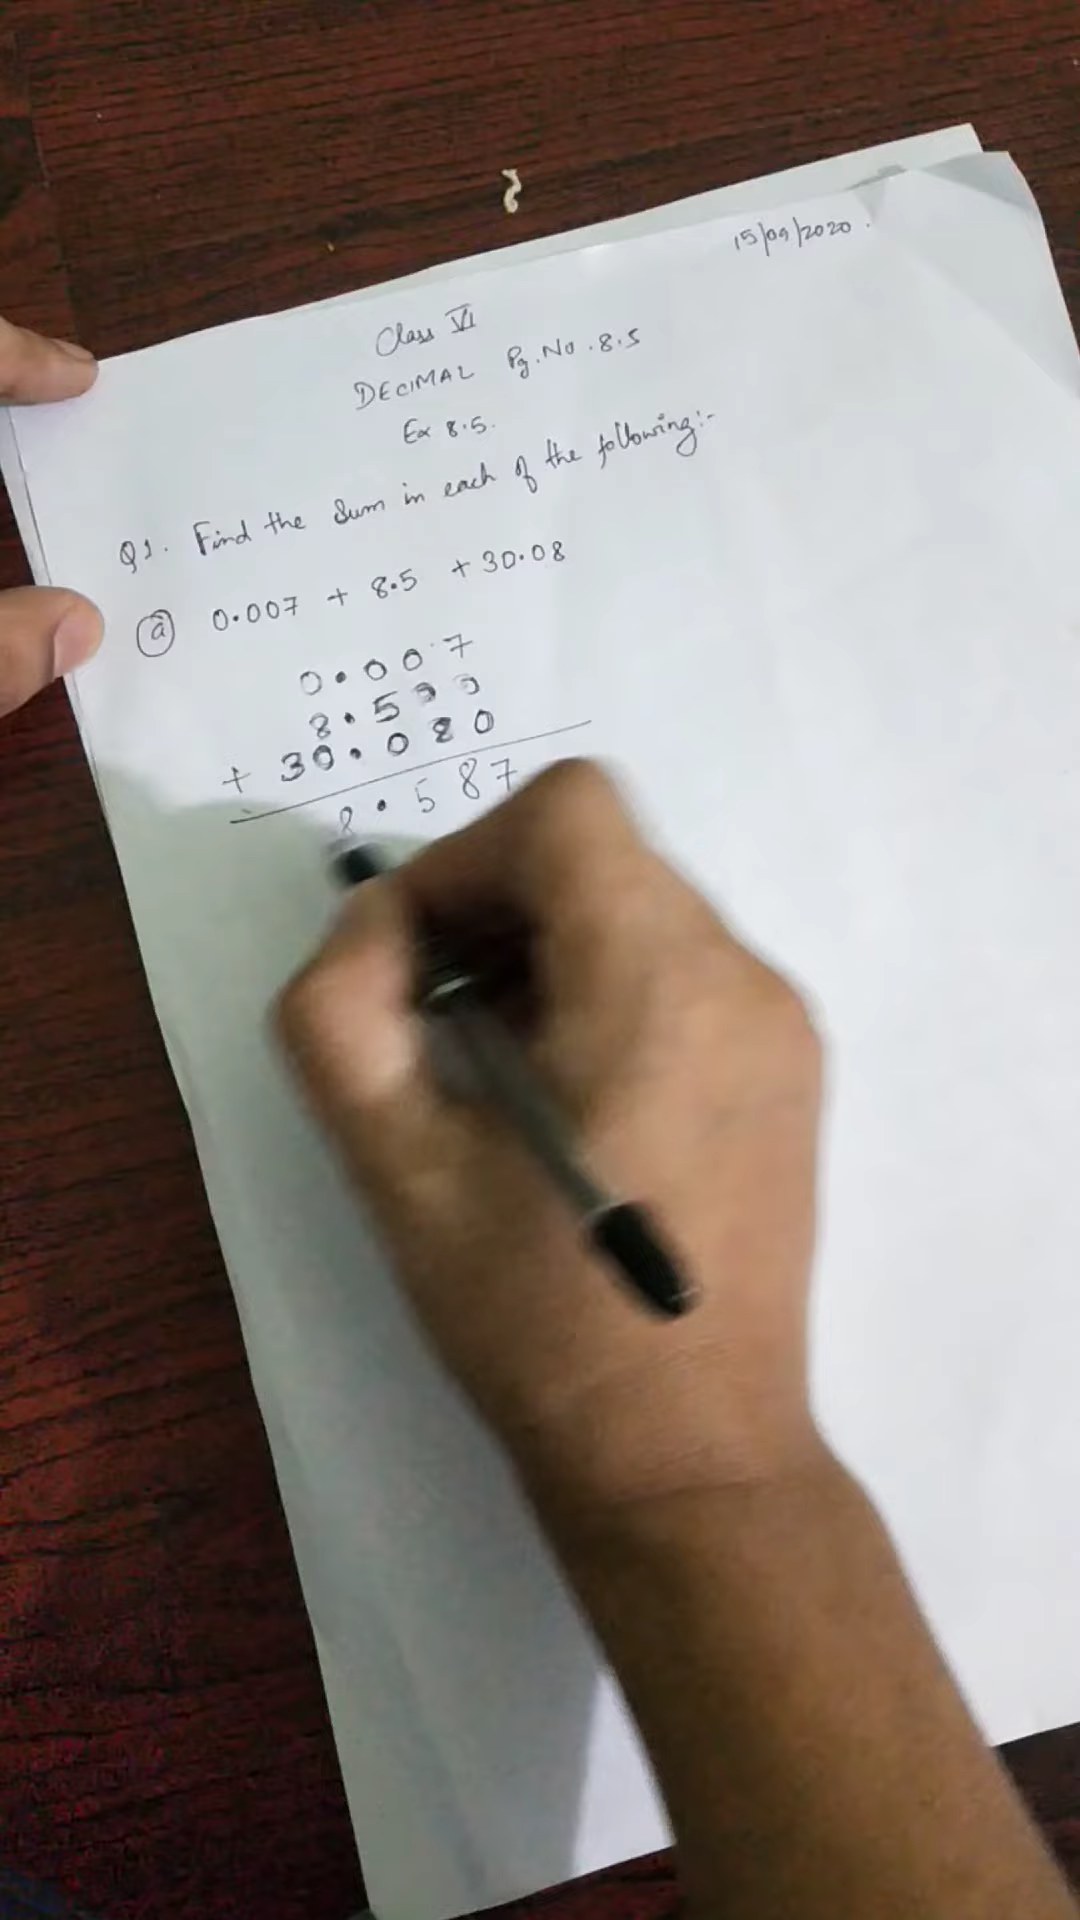 15/09/2020.
Class VI
DECIMAL Pg.No.8.5
Ex 8.5.
Q1. Find the Sum in each of the following:-
(a) 0.007 + 8.5 + 30.08
0.007
8.500
+ 30.080
8.587